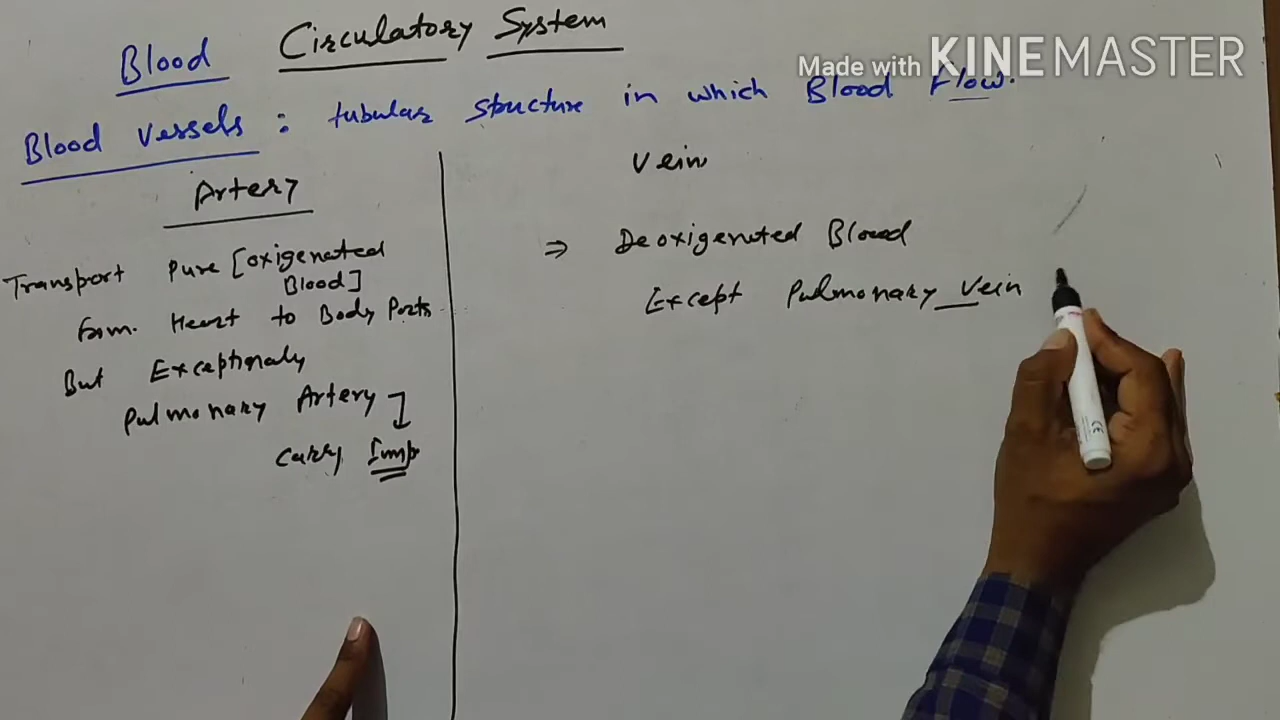 Blood Circulatory System
Made with KINEMASTER
Blood Vessels : tubular structure in which Blood Flow.
Artery
Transport Pure [oxigenated
Blood]
from. Heart to Body Parts
But Exceptionaly
Pulmonary Artery
Carry Imp
Vein
⇒ Deoxigenated Blood
Except Pulmonary Vein